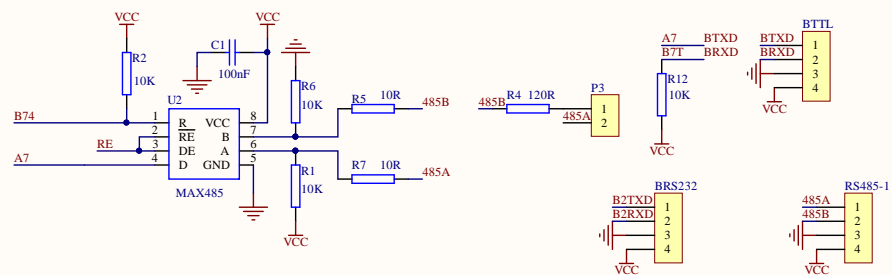 VCC
VCC
BTTL
C1
A7
BTXD
BTXD
1
R2
B7T
BRXD
BRXD
2
10K
100nF
R6
10K
3
4
R12
10K
VCC
U2
R5
10R
485B
485B
R4
120R
P3
485A
1
2
B74
1
R
VCC
8
2
RE
B
7
RE
3
DE
A
6
A7
4
D
GND
5
VCC
MAX485
R1
10K
R7
10R
485A
VCC
BRS232
B2TXD
1
B2RXD
2
3
4
VCC
RS485-1
485A
1
485B
2
3
4
VCC